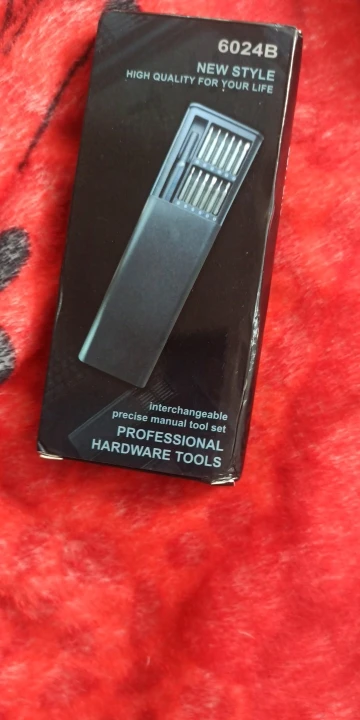 6024B
NEW STYLE
HIGH QUALITY FOR YOUR LIFE
interchangeable
precise manual tool set
PROFESSIONAL
HARDWARE TOOLS